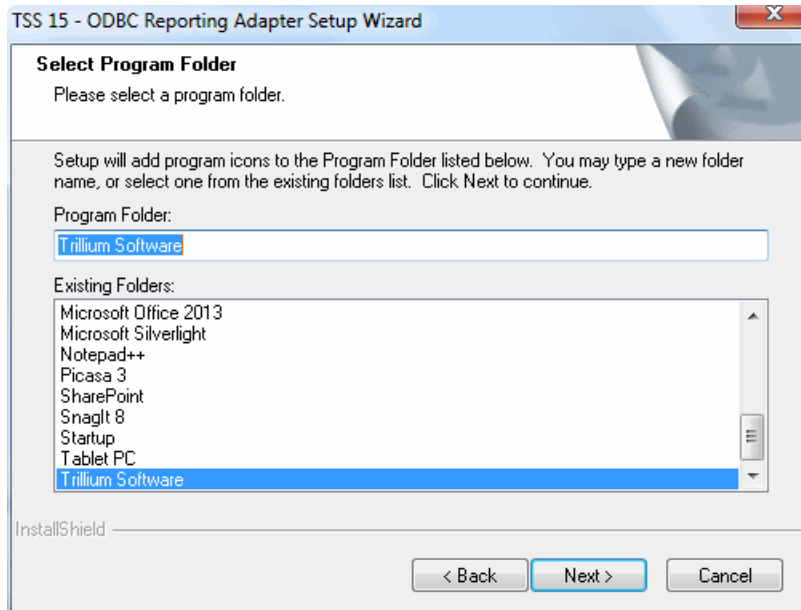 TSS 15 - ODBC Reporting Adapter Setup Wizard
Select Program Folder
Please select a program folder.
Setup will add program icons to the Program Folder listed below. You may type a new folder
name, or select one from the existing folders list. Click Next to continue.
Program Folder:
Trillium Software
Existing Folders:
Microsoft Office 2013
Microsoft Silverlight
Notepad++
Picasa 3
SharePoint
SnagIt 8
Startup
Tablet PC
Trillium Software
InstallShield
< Back Next > Cancel